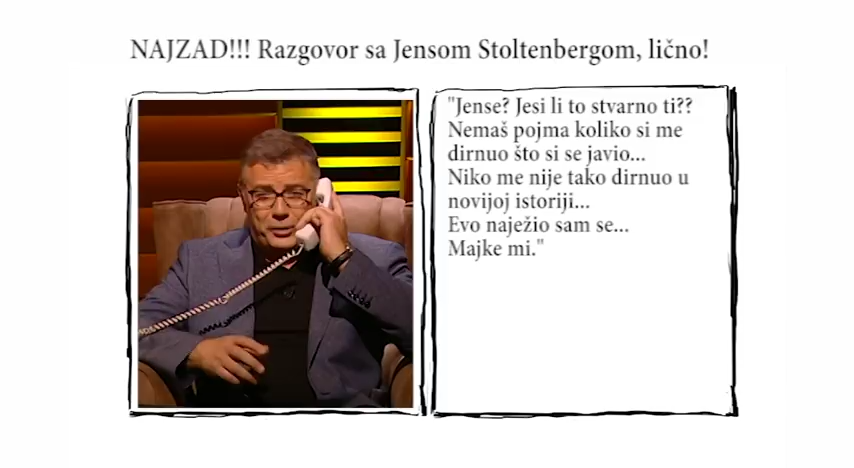 NAJZAD!!! Razgovor sa Jensom Stoltenbergom, lično!
"Jense? Jesi li to stvarno ti??
Nemaš pojma koliko si me
dirnuo što si se javio...
Niko me nije tako dirnuo u
novijoj istoriji...
Evo naježio sam se...
Majke mi."